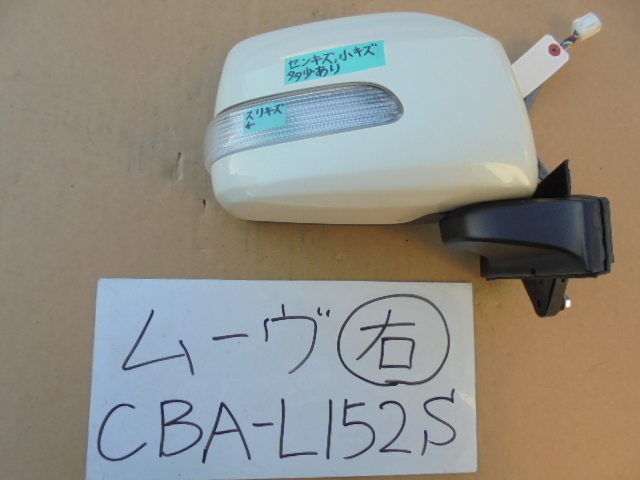 センキズ,小キズ
多少あり
スリキズ
←
ムーヴ 右
CBA-L152S